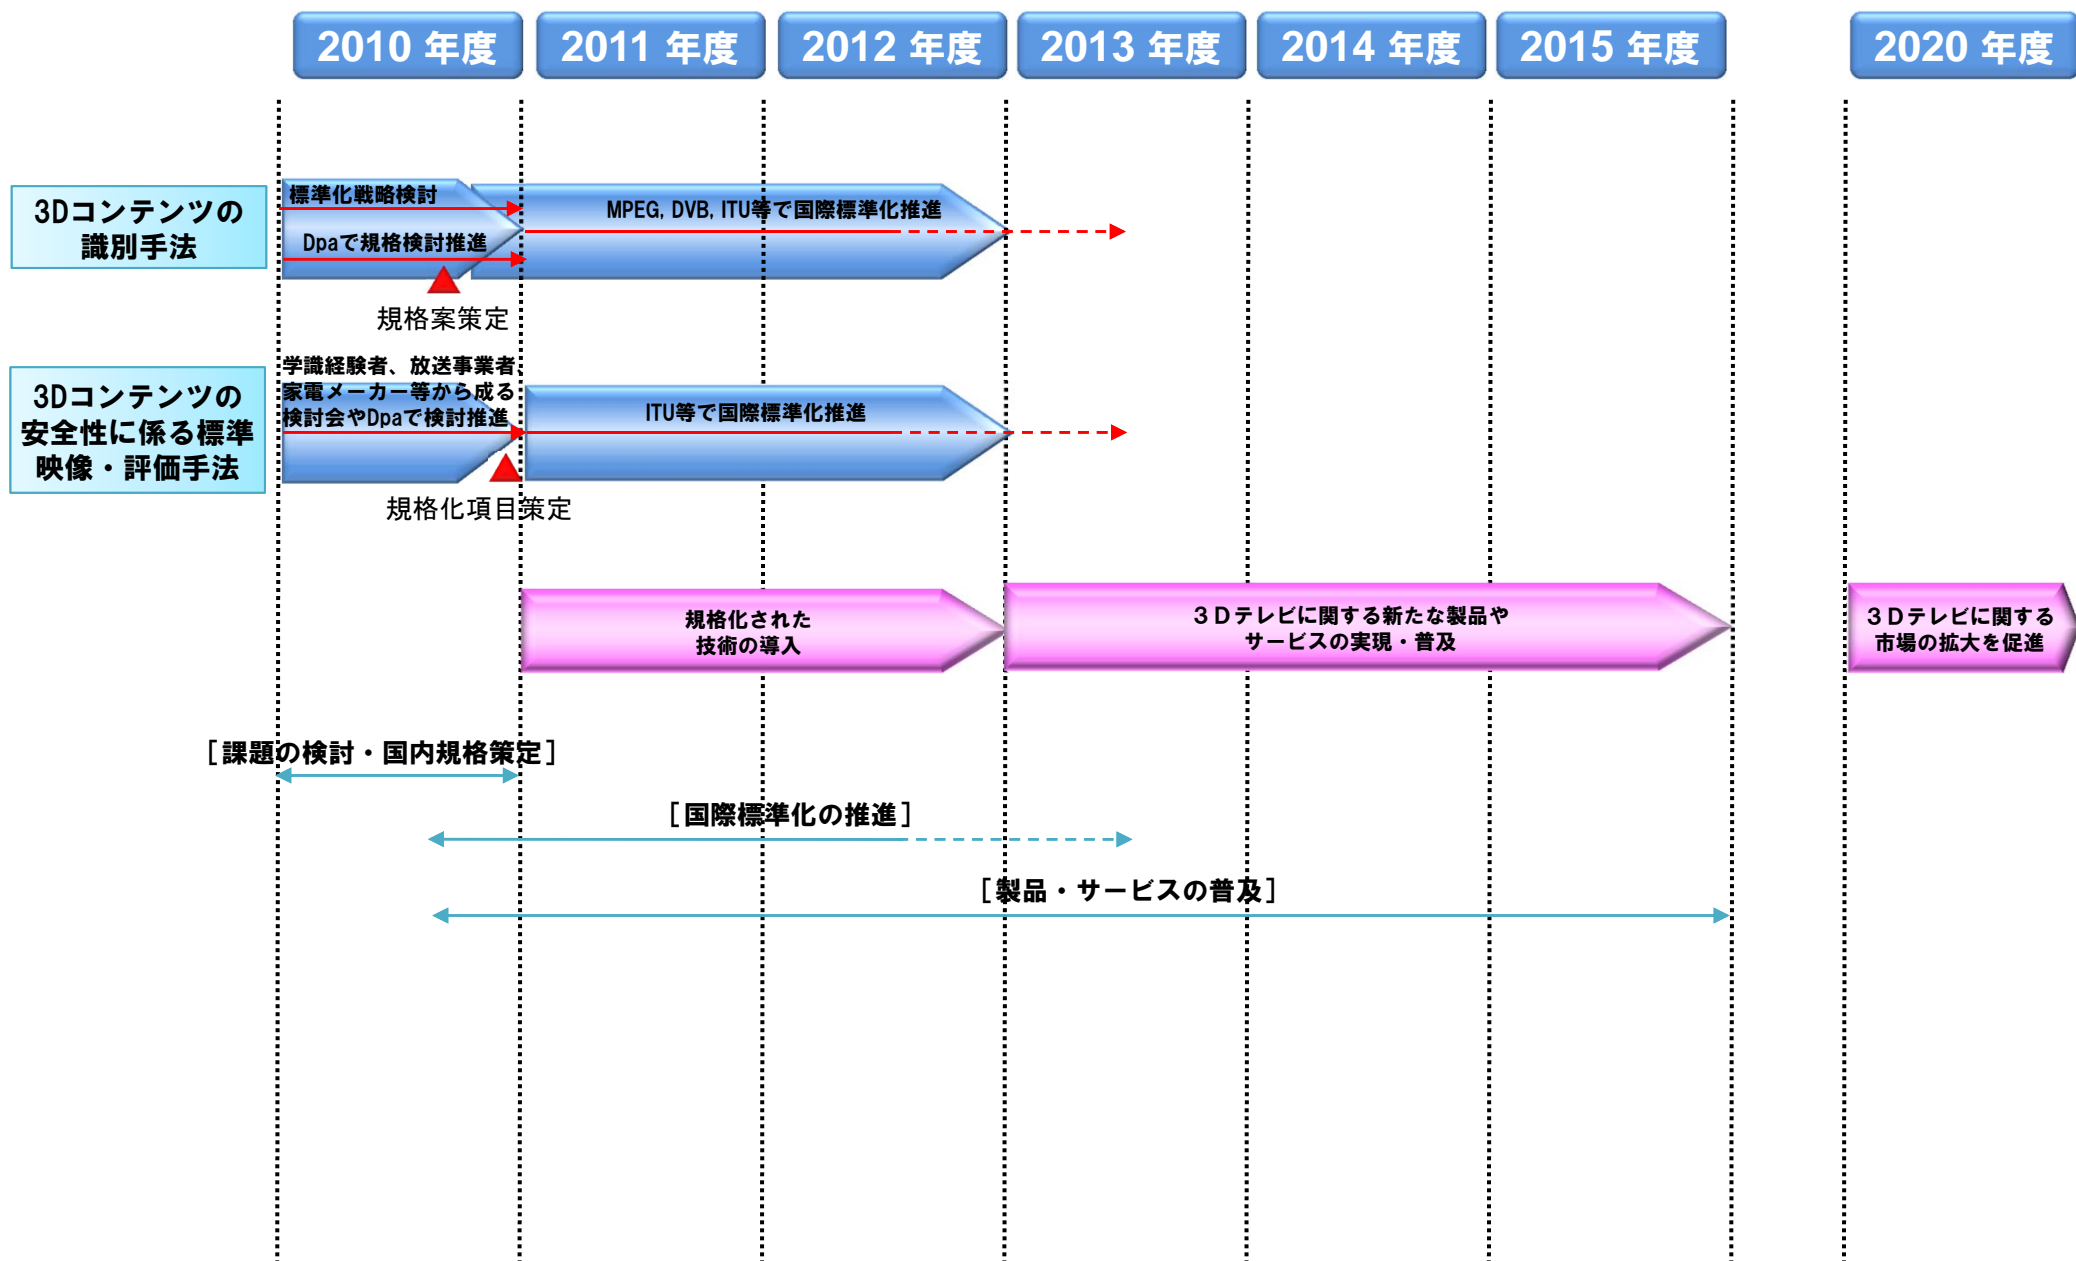 2010 年度
2011 年度
2012 年度
2013 年度
2014 年度
2015 年度
2020 年度
3Dコンテンツの
識別手法
標準化戦略検討
Dpaで規格検討推進
規格案策定
MPEG, DVB, ITU等で国際標準化推進
3Dコンテンツの
安全性に係る標準
映像・評価手法
学識経験者、放送事業者、
家電メーカー等から成る
検討会やDpaで検討推進
規格化項目策定
ITU等で国際標準化推進
規格化された
技術の導入
３Ｄテレビに関する新たな製品や
サービスの実現・普及
３Ｄテレビに関する
市場の拡大を促進
［課題の検討・国内規格策定］
［国際標準化の推進］
［製品・サービスの普及］